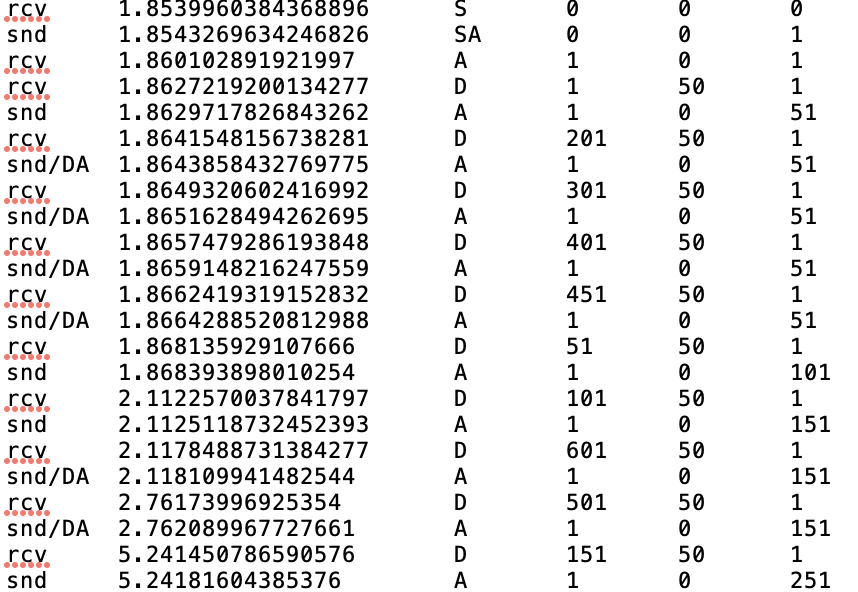 rcv 1.8539960384368896 S 0 0 0
snd 1.8543269634246826 SA 0 0 1
rcv 1.860102891921997 A 1 0 1
rcv 1.8627219200134277 D 1 50 1
snd 1.8629717826843262 A 1 0 51
rcv 1.8641548156738281 D 201 50 1
snd/DA 1.8643858432769775 A 1 0 51
rcv 1.8649320602416992 D 301 50 1
snd/DA 1.8651628494262695 A 1 0 51
rcv 1.8657479286193848 D 401 50 1
snd/DA 1.8659148216247559 A 1 0 51
rcv 1.8662419319152832 D 451 50 1
snd/DA 1.8664288520812988 A 1 0 51
rcv 1.868135929107666 D 51 50 1
snd 1.868393898010254 A 1 0 101
rcv 2.1122570037841797 D 101 50 1
snd 2.1125118732452393 A 1 0 151
rcv 2.1178488731384277 D 601 50 1
snd/DA 2.118109941482544 A 1 0 151
rcv 2.76173996925354 D 501 50 1
snd/DA 2.762089967727661 A 1 0 151
rcv 5.241450786590576 D 151 50 1
snd 5.24181604385376 A 1 0 251